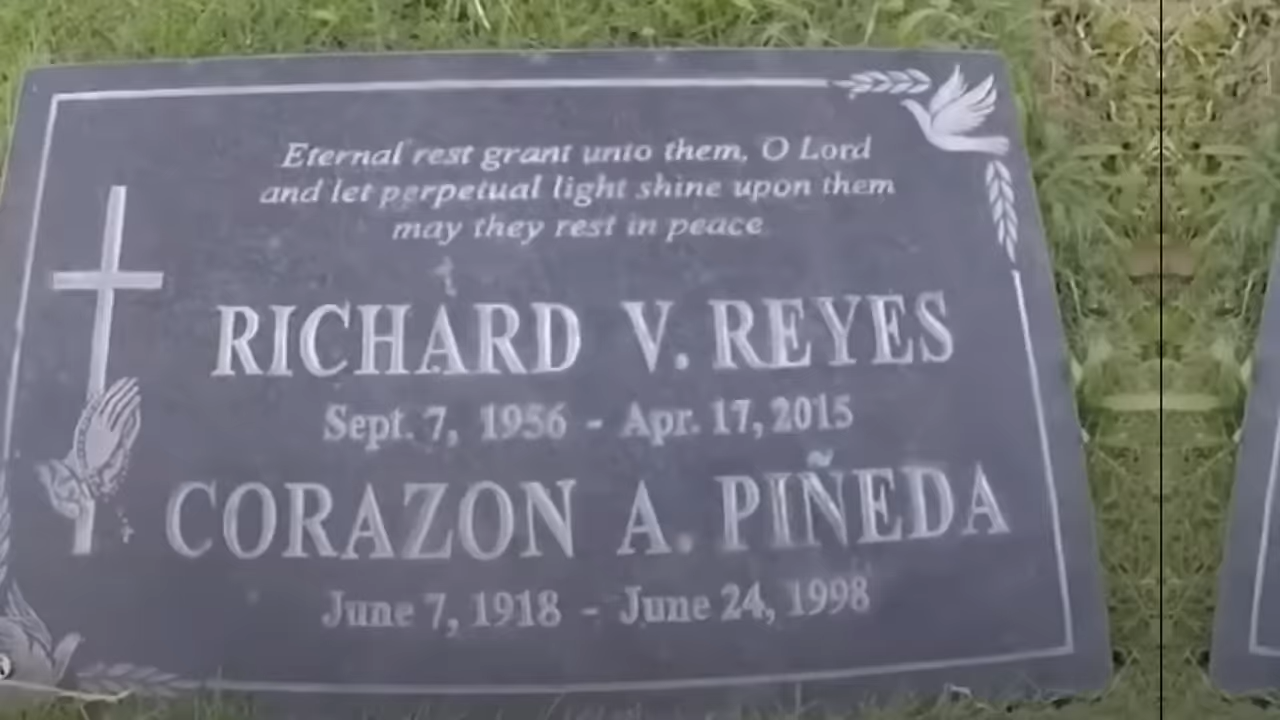 Eternal rest grant unto them, O Lord
and let perpetual light shine upon them
may they rest in peace
RICHARD V. REYES
Sept. 7, 1956 - Apr. 17, 2015
CORAZON A. PIÑEDA
June 7, 1918 - June 24, 1998